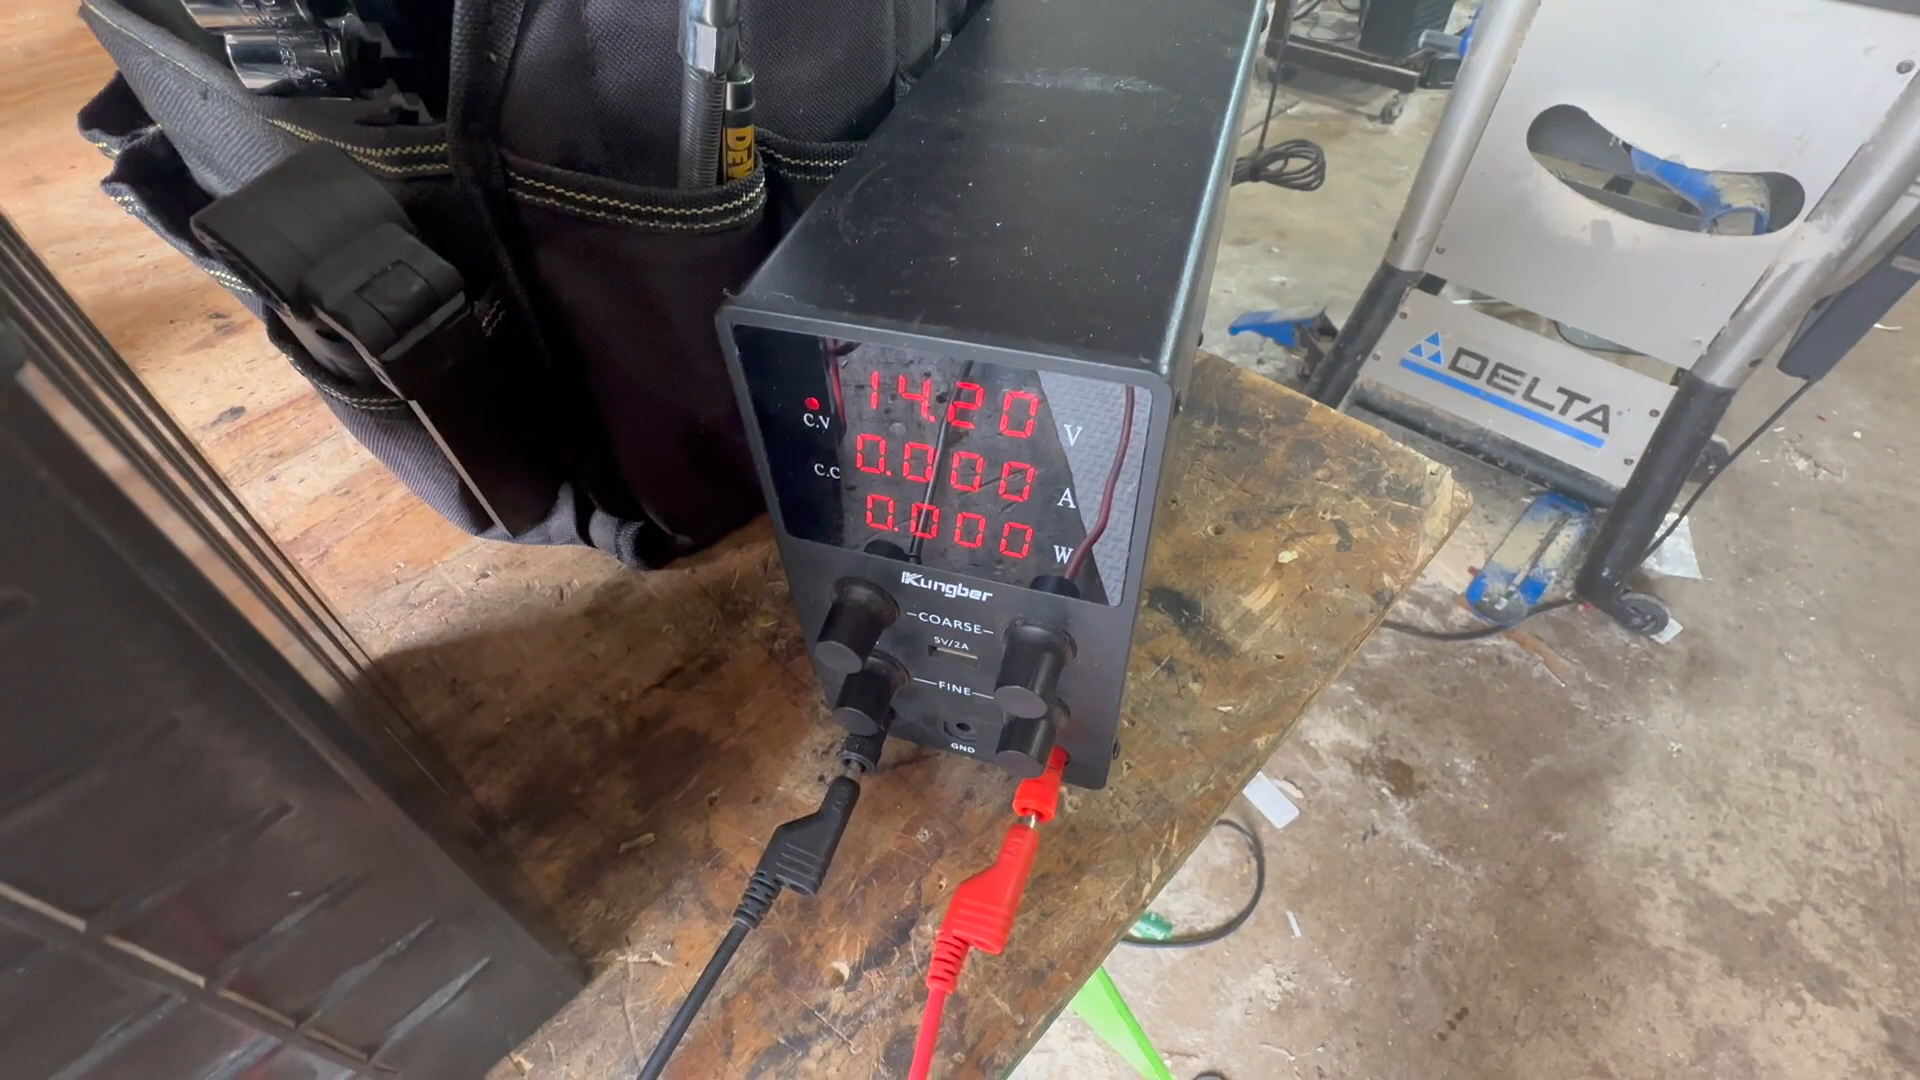 14.20 V
C.V
0.000 A
C.C
0.000 W
Kungber
COARSE
5V/2A
FINE
GND
DELTA